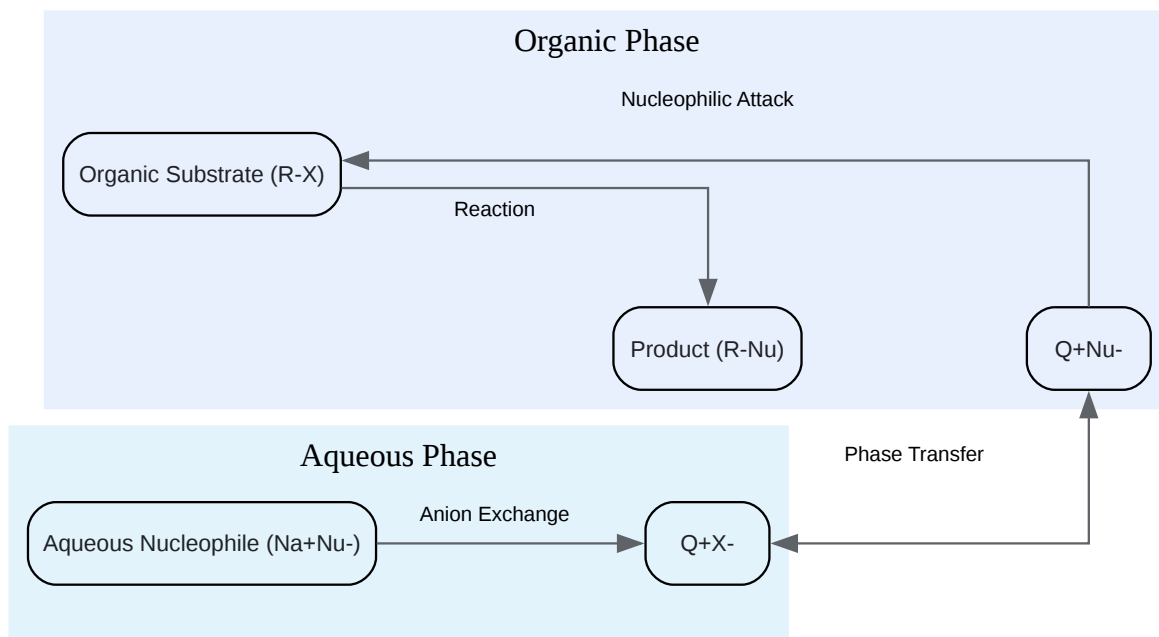 Organic Phase
Nucleophilic Attack
Organic Substrate (R-X)
Reaction
Product (R-Nu)
Q+Nu-
Aqueous Phase
Phase Transfer
Anion Exchange
Aqueous Nucleophile (Na+Nu-)
Q+X-